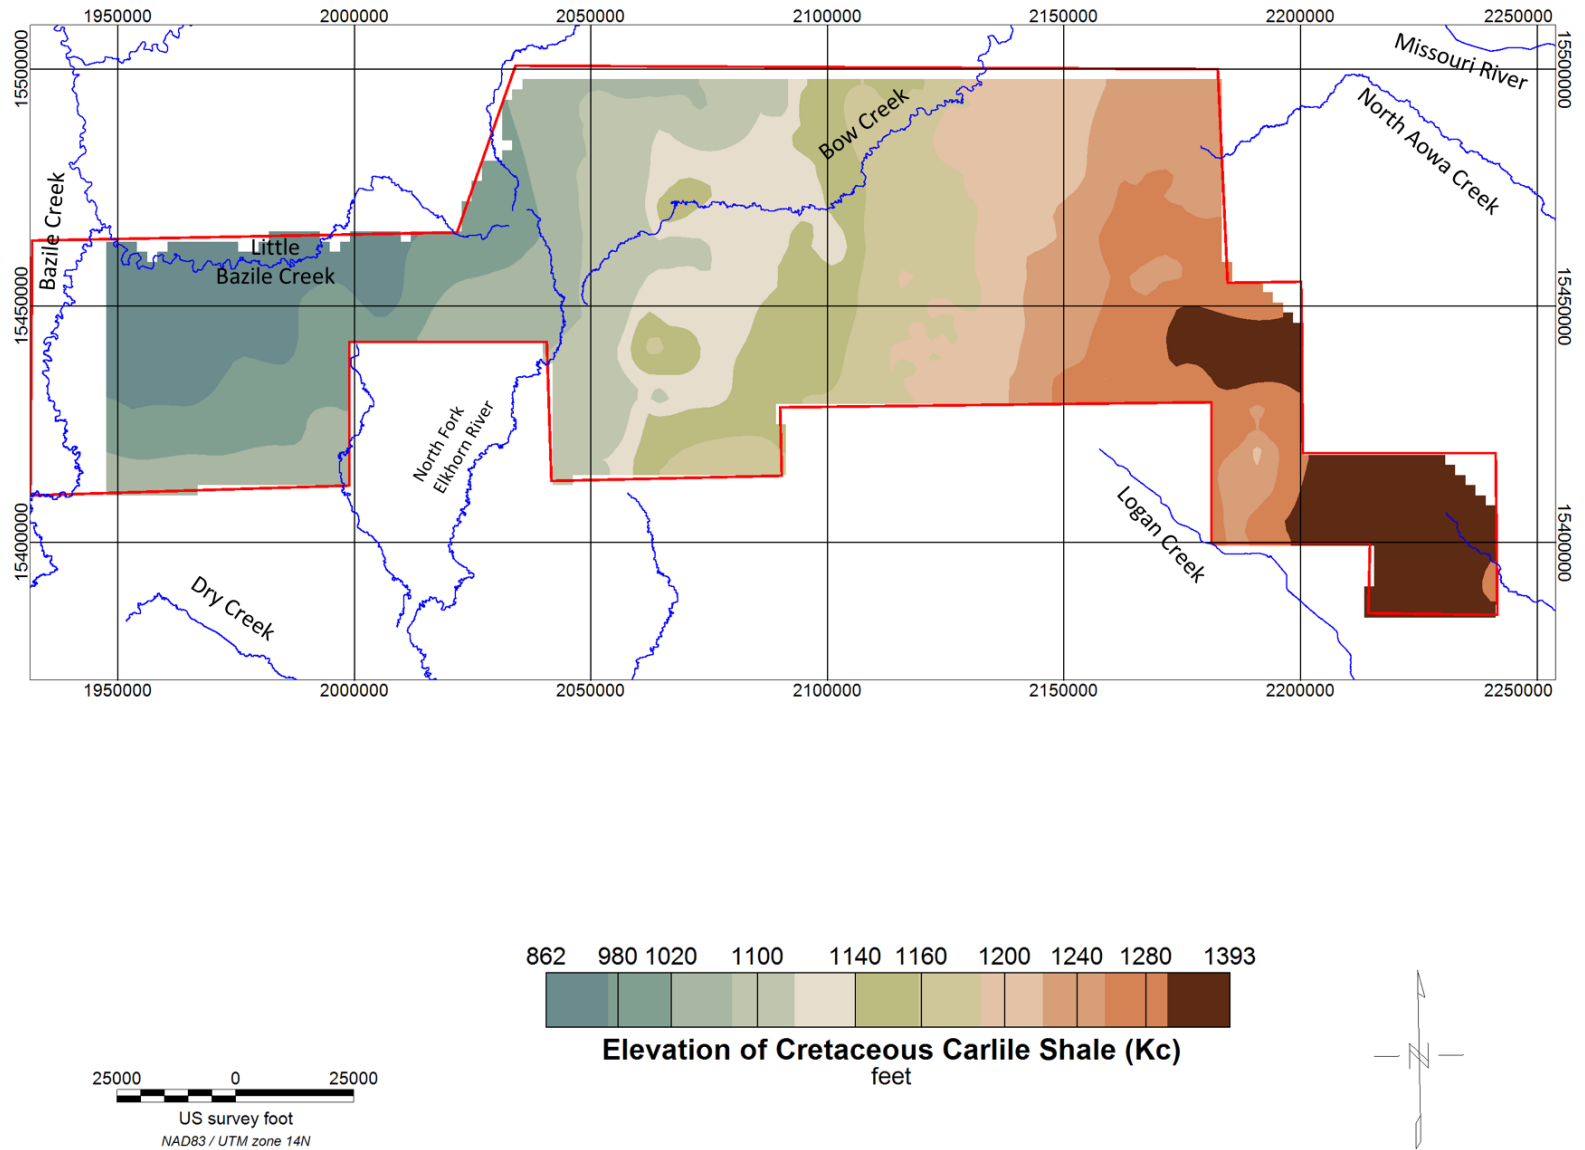 1950000 2000000 2050000 2100000 2150000 2200000 2250000
15500000
15500000
Missouri River
North Aowa Creek
Bow Creek
Bazile Creek
Little
Bazile Creek
15450000
15450000
North Fork
Elkhorn River
Logan Creek
15400000
15400000
Dry Creek
1950000 2000000 2050000 2100000 2150000 2200000 2250000
862 980 1020 1100 1140 1160 1200 1240 1280 1393
Elevation of Cretaceous Carlile Shale (Kc)
feet
25000 0 25000
US survey foot
NAD83 / UTM zone 14N
N